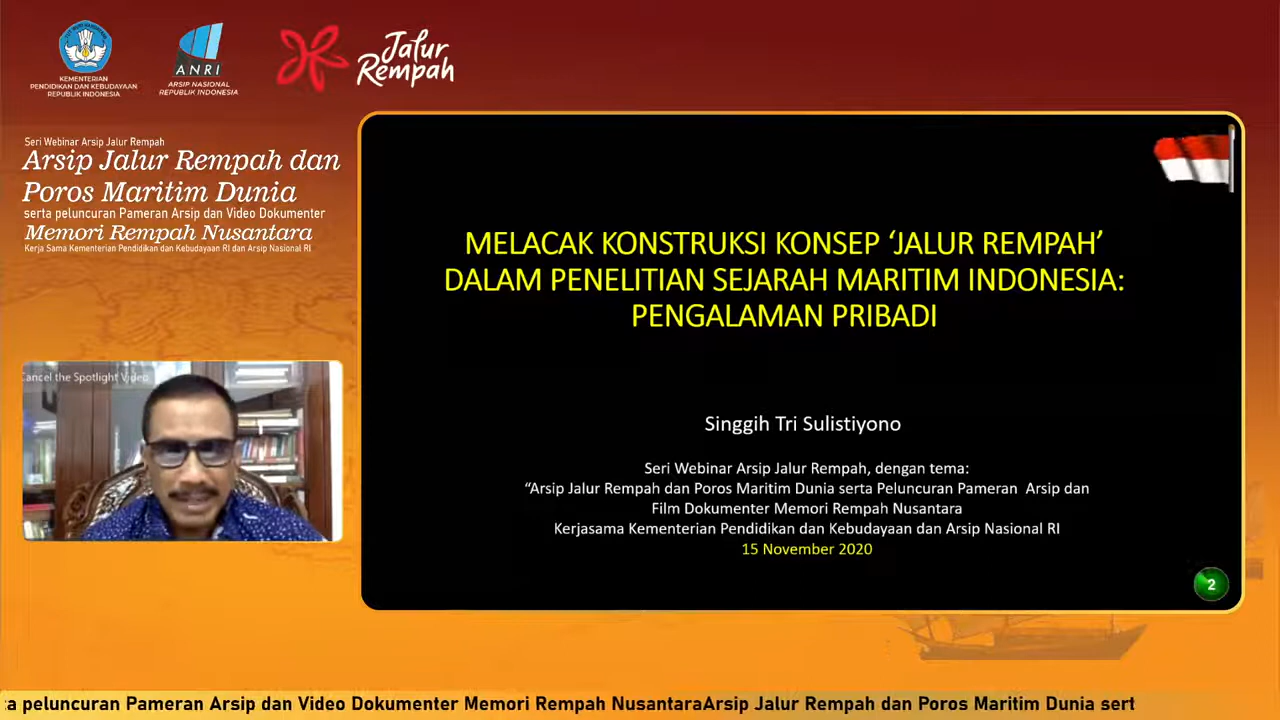 KEMENTERIAN
PENDIDIKAN DAN KEBUDAYAAN
REPUBLIK INDONESIA
ANRI
ARSIP NASIONAL
REPUBLIK INDONESIA
Jalur
Rempah
Seri Webinar Arsip Jalur Rempah
Arsip Jalur Rempah dan
Poros Maritim Dunia
serta peluncuran Pameran Arsip dan Video Dokumenter
Memori Rempah Nusantara
Kerja Sama Kementerian Pendidikan dan Kebudayaan RI dan Arsip Nasional RI
Cancel the Spotlight Video
MELACAK KONSTRUKSI KONSEP ‘JALUR REMPAH’
DALAM PENELITIAN SEJARAH MARITIM INDONESIA:
PENGALAMAN PRIBADI
Singgih Tri Sulistiyono
Seri Webinar Arsip Jalur Rempah, dengan tema:
“Arsip Jalur Rempah dan Poros Maritim Dunia serta Peluncuran Pameran Arsip dan
Film Dokumenter Memori Rempah Nusantara
Kerjasama Kementerian Pendidikan dan Kebudayaan dan Arsip Nasional RI
15 November 2020
2
ta peluncuran Pameran Arsip dan Video Dokumenter Memori Rempah NusantaraArsip Jalur Rempah dan Poros Maritim Dunia sert